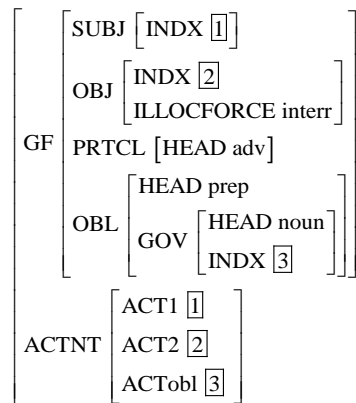 SUBJ [INDX 1]
OBJ [INDX 2
ILLOCFORCE interr]
GF
PRTCL [HEAD adv]
OBL [HEAD prep
GOV [HEAD noun
INDX 3]]
ACTNT [ACT1 1
ACT2 2
ACTobl 3]